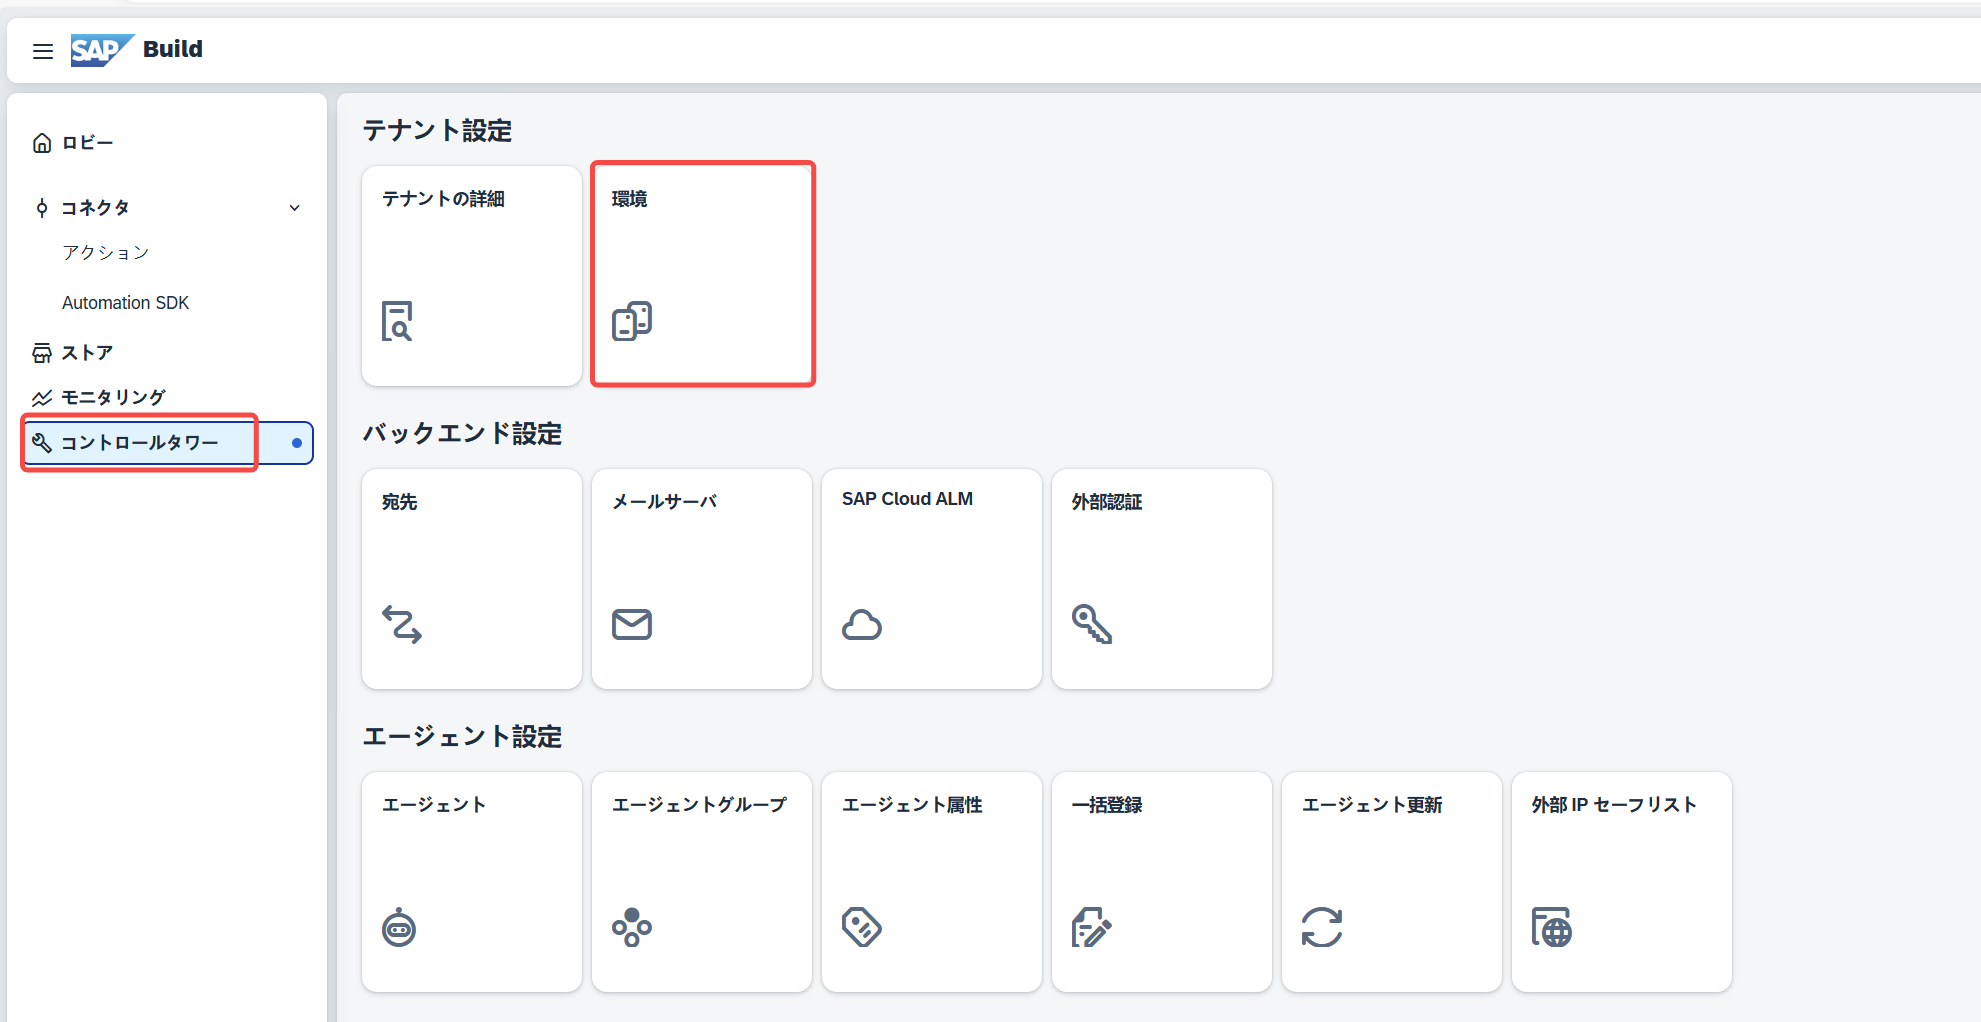 SAP Build
ロビー
コネクタ
アクション
Automation SDK
ストア
モニタリング
コントロールタワー
テナント設定
テナントの詳細
環境
バックエンド設定
宛先
メールサーバ
SAP Cloud ALM
外部認証
エージェント設定
エージェント
エージェントグループ
エージェント属性
一括登録
エージェント更新
外部 IP セーフリスト